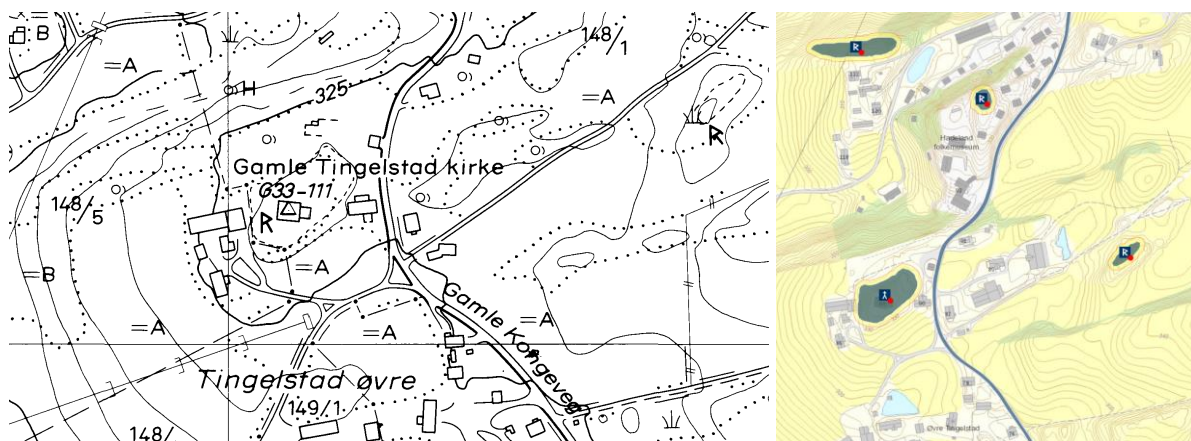 B
=A
H
325
148/1
=A
R
Gamle Tingelstad kirke
G33-111
148/5
R
=B
=A
=A
=A
=A
Gamle Kongeveg
Tingelstad øvre
149/1
148/
R
R
Hadeland
folkemuseum
R
Øvre Tingelstad